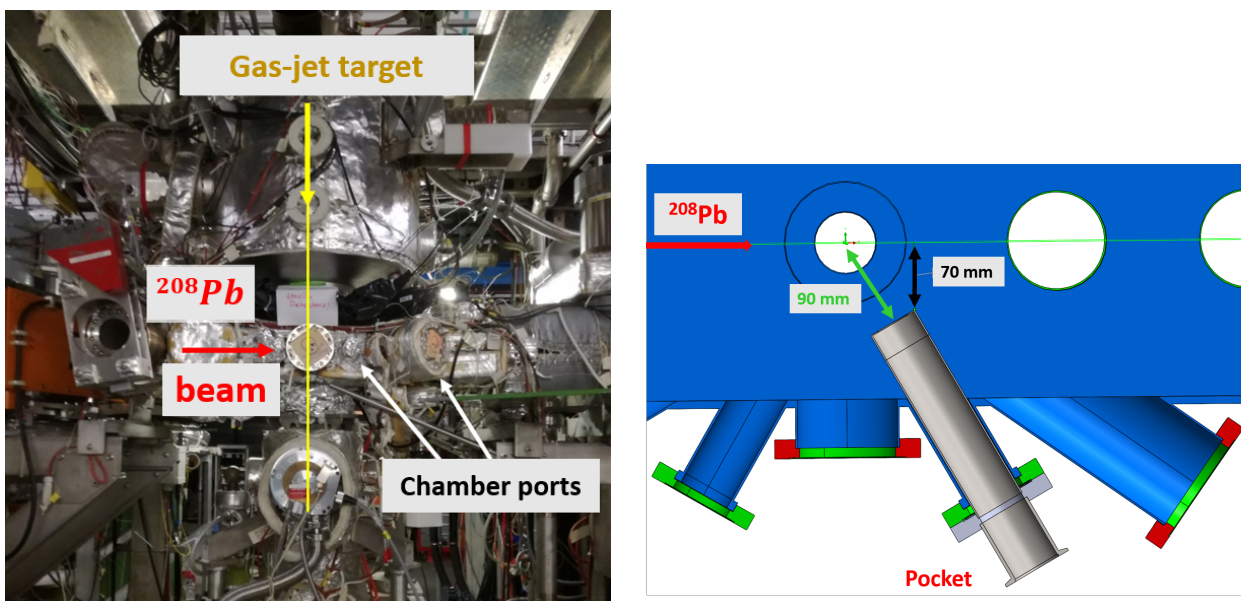 Gas-jet target
²⁰⁸Pb
beam
Chamber ports
²⁰⁸Pb
90 mm
70 mm
Pocket